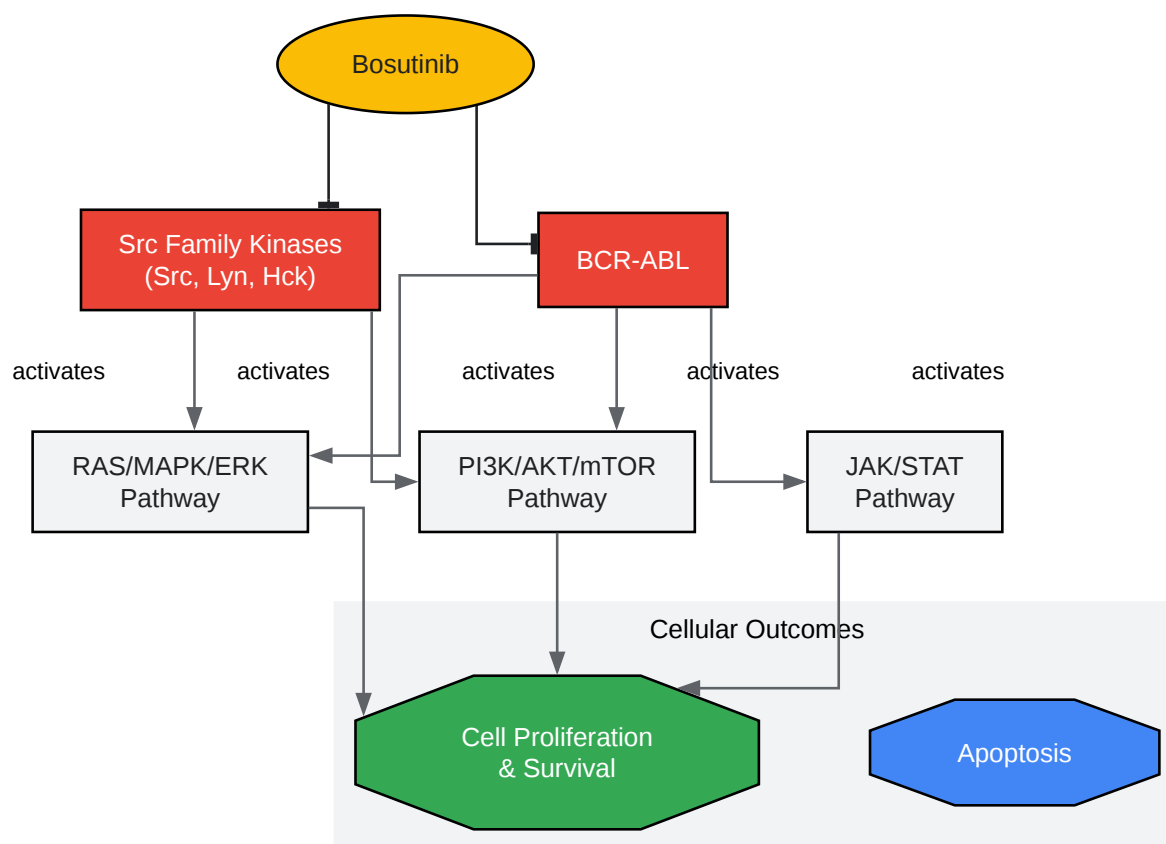 Bosutinib
Src Family Kinases
(Src, Lyn, Hck)
BCR-ABL
activates
activates
activates
activates
activates
RAS/MAPK/ERK
Pathway
PI3K/AKT/mTOR
Pathway
JAK/STAT
Pathway
Cellular Outcomes
Cell Proliferation
& Survival
Apoptosis